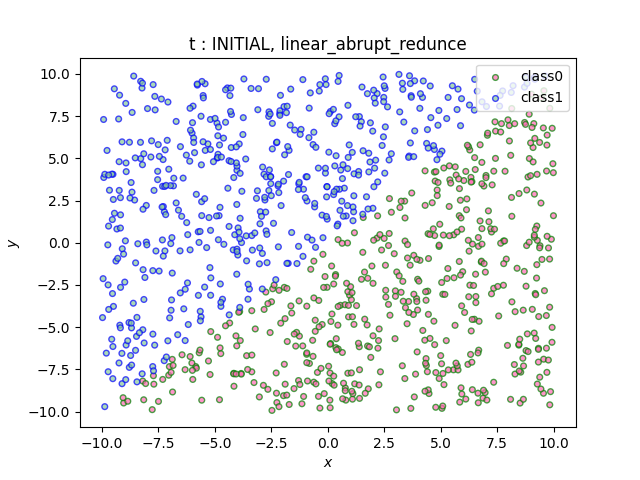 t : INITIAL, linear_abrupt_redunce
class0
class1
10.0
7.5
5.0
2.5
0.0
−2.5
−5.0
−7.5
−10.0
y
−10.0 −7.5 −5.0 −2.5 0.0 2.5 5.0 7.5 10.0
x